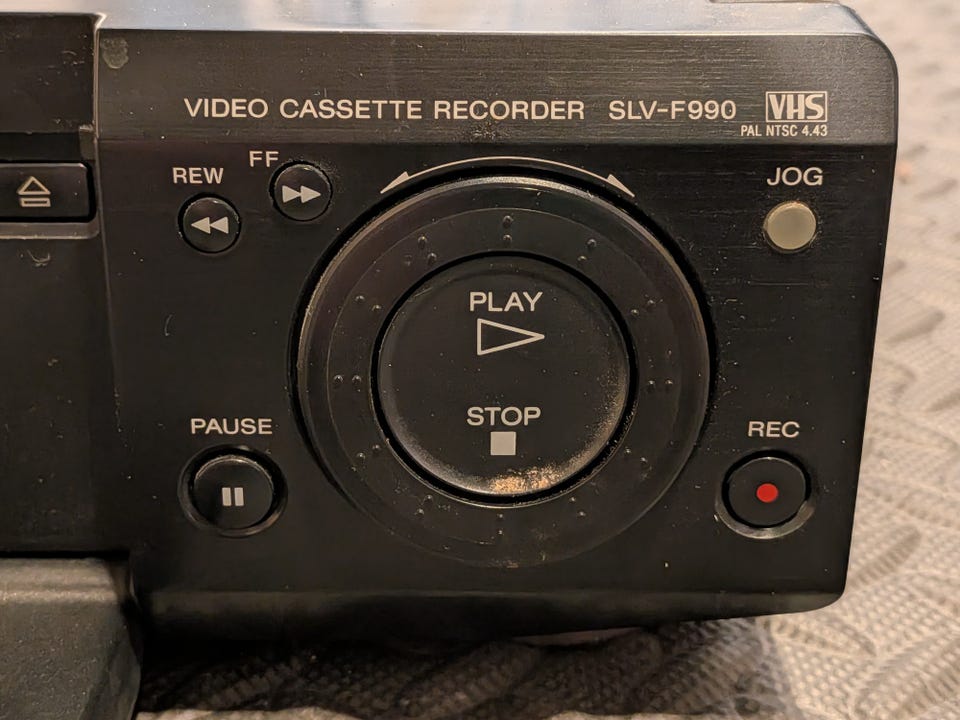 VIDEO CASSETTE RECORDER SLV-F990 VHS
PAL NTSC 4.43
REW
FF
JOG
PLAY
STOP
PAUSE
REC